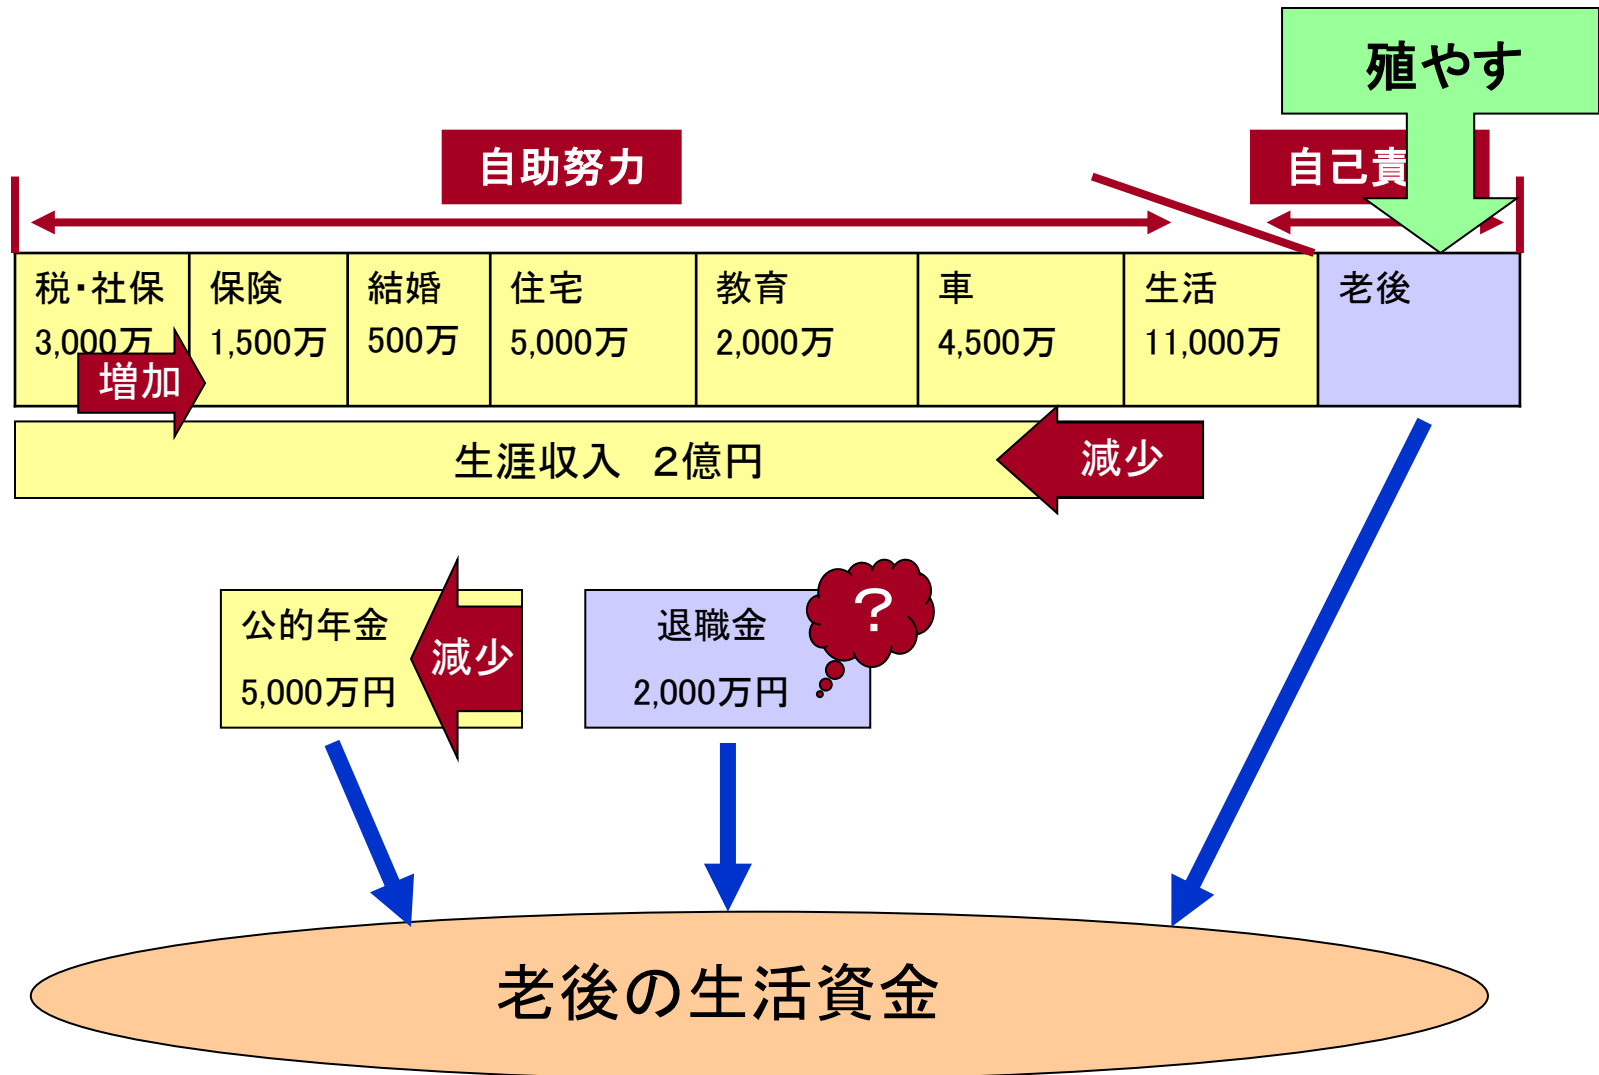 殖やす
自助努力
自己責
税・社保
3,000万
増加
保険
1,500万
結婚
500万
住宅
5,000万
教育
2,000万
車
4,500万
生活
11,000万
老後
生涯収入　２億円
減少
公的年金
5,000万円
減少
退職金
2,000万円
？
老後の生活資金